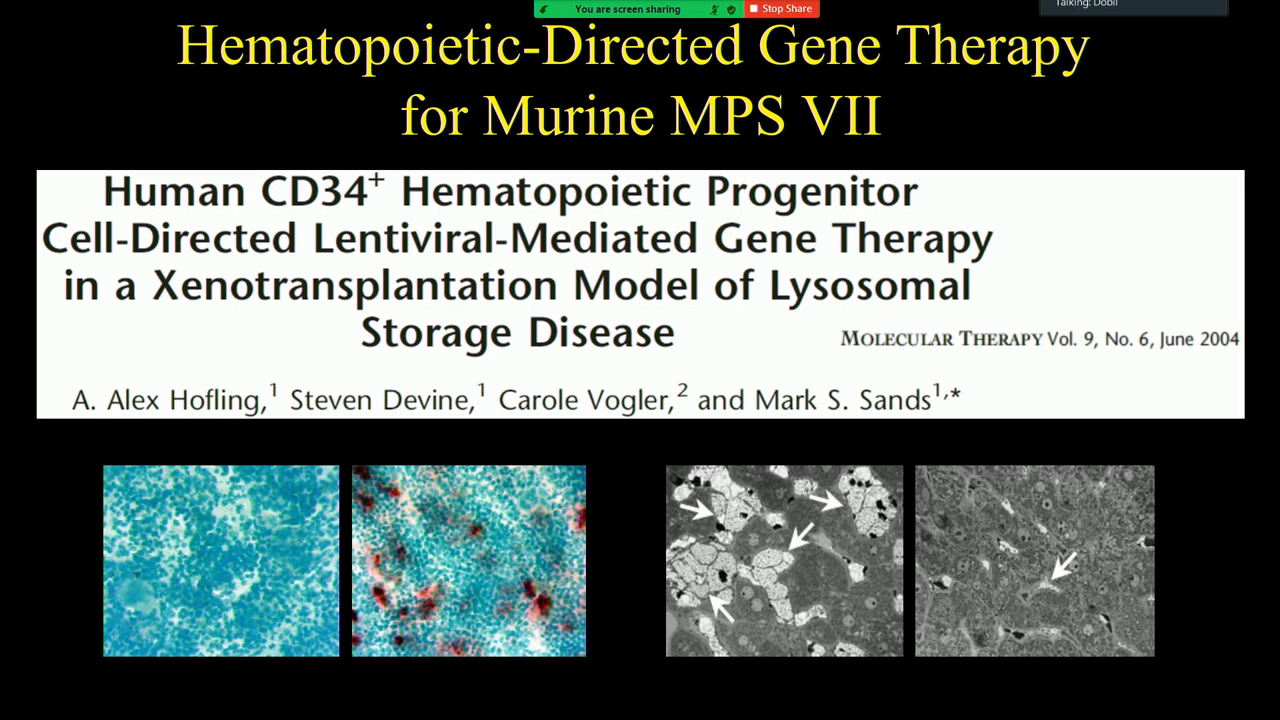 You are screen sharing
Stop Share
Talking: Dobil
Hematopoietic-Directed Gene Therapy
for Murine MPS VII
Human CD34+ Hematopoietic Progenitor
Cell-Directed Lentiviral-Mediated Gene Therapy
in a Xenotransplantation Model of Lysosomal
Storage Disease
MOLECULAR THERAPY Vol. 9, No. 6, June 2004
A. Alex Hofling,1 Steven Devine,1 Carole Vogler,2 and Mark S. Sands1,*